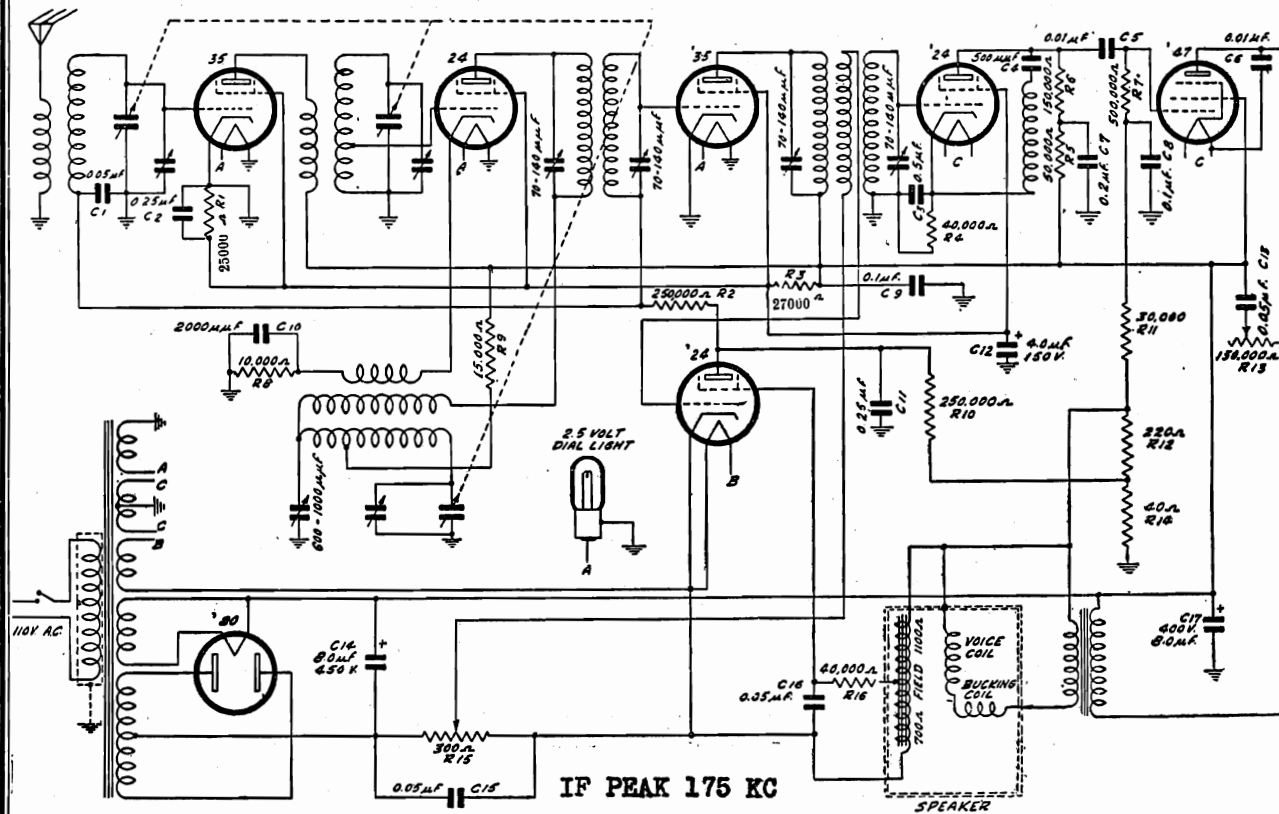 35
'24
'35
'24
'47
0.01µF C5
0.01µF
C6
500µµF
C4
150,000Ω
R6
500,000Ω
R7
50,000Ω
R5
0.2µF. C7
0.1µF. C8
70-140µµF
70-140µµF
70-140µµF
70-140µµF
A
A
A
C
C
0.05µF
C1
0.25µF
C2
R1
Ω
25000
0.5µF
C3
40,000Ω
R4
R3
27000
Ω
250,000Ω R2
0.1µF.
C9
2000µµF C10
10,000Ω
R8
15,000Ω
R9
C12
4.0µF
150V.
30,000
R11
0.05µF. C13
150,000Ω
R13
'24
B
0.25µF
C11
250,000Ω
R10
220Ω
R12
40Ω
R14
2.5 VOLT
DIAL LIGHT
A
600-1000µµF
A
C
C
B
110V A.C.
'80
C14
8.0µF
450V.
300Ω
R15
0.05µF C15
C16
0.05µF.
40,000Ω
R16
700Ω FIELD 1100Ω
VOICE
COIL
BUCKING
COIL
C17
400V.
8.0µF.
IF PEAK 175 KC
SPEAKER